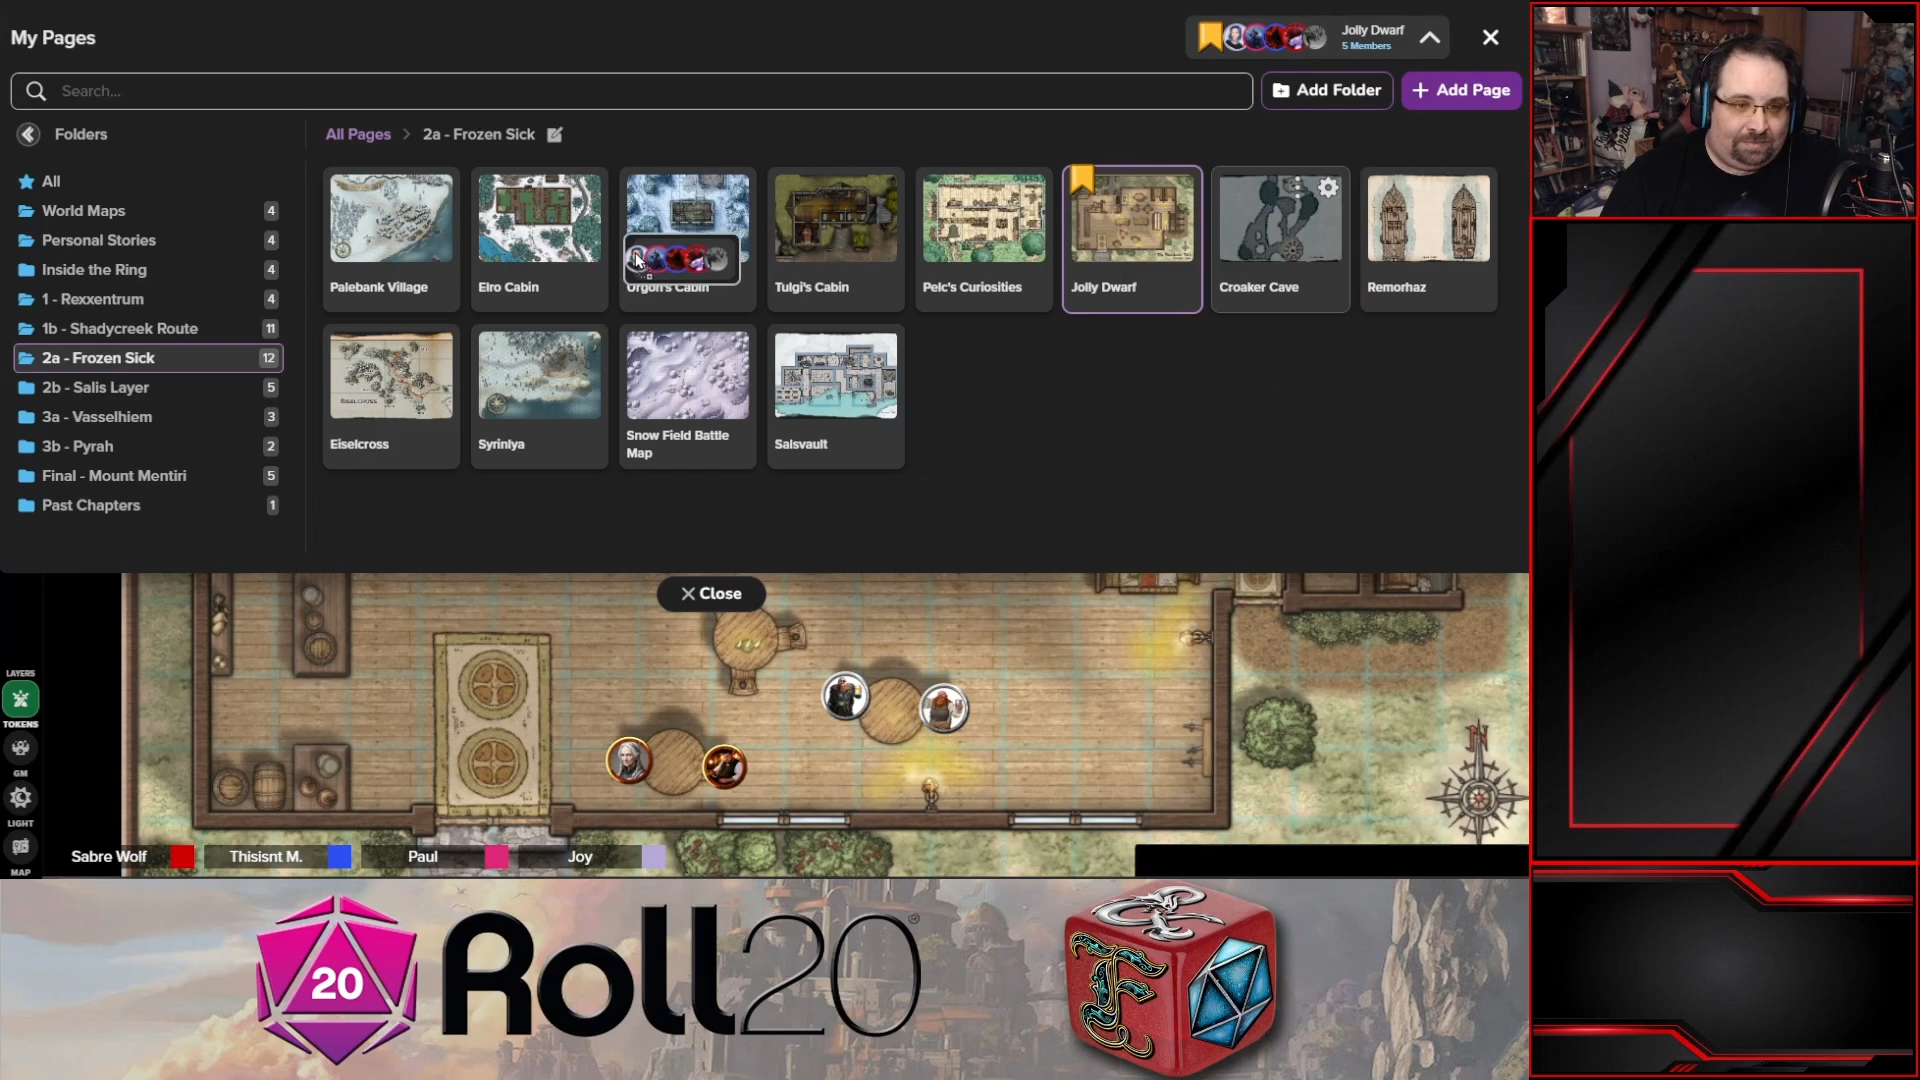 My Pages
Jolly Dwarf
5 Members
Search...
Add Folder
+ Add Page
Folders
All Pages > 2a - Frozen Sick
All
World Maps 4
Personal Stories 4
Inside the Ring 4
1 - Rexxentrum 4
1b - Shadycreek Route 11
2a - Frozen Sick 12
2b - Salis Layer 5
3a - Vasselhiem 3
3b - Pyrah 2
Final - Mount Mentiri 5
Past Chapters 1
Palebank Village
Elro Cabin
Urgon's Cabin
Tulgi's Cabin
Pelc's Curiosities
Jolly Dwarf
Croaker Cave
Remorhaz
Eiselcross
Syrinlya
Snow Field Battle
Map
Salsvault
EISELCROSS
Close
LAYERS
TOKENS
GM
LIGHT
MAP
N
Sabre Wolf
Thisisnt M.
Paul
Joy
20
Roll20®